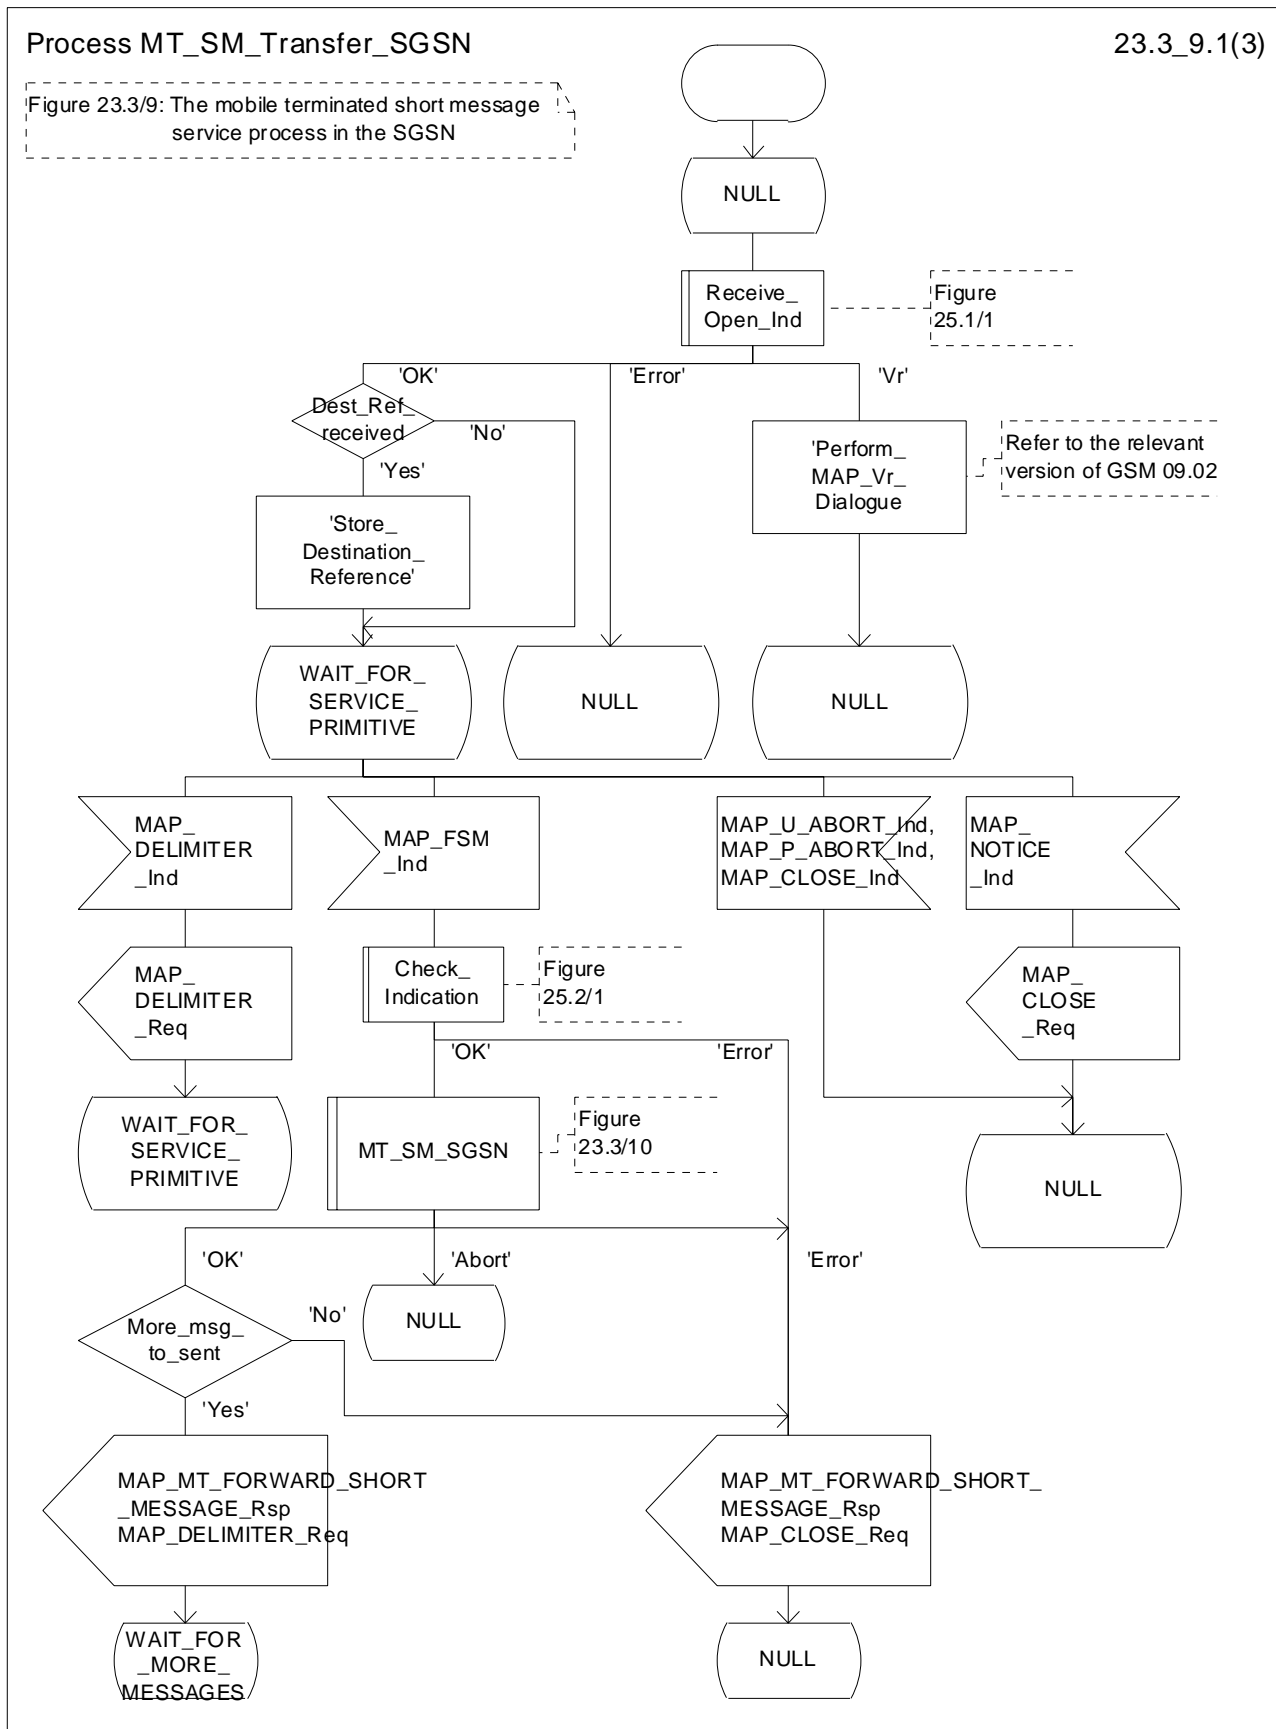 Process MT_SM_Transfer_SGSN
23.3_9.1(3)
Figure 23.3/9: The mobile terminated short message
service process in the SGSN
NULL
Receive_
Open_Ind
Figure
25.1/1
'OK'
'Error'
'Vr'
Dest_Ref_
received
'No'
'Yes'
'Perform_
MAP_Vr_
Dialogue
Refer to the relevant
version of GSM 09.02
'Store_
Destination_
Reference'
WAIT_FOR_
SERVICE_
PRIMITIVE
NULL
NULL
MAP_
DELIMITER
_Ind
MAP_FSM
_Ind
MAP_U_ABORT_Ind,
MAP_P_ABORT_Ind,
MAP_CLOSE_Ind
MAP_
NOTICE
_Ind
MAP_
DELIMITER
_Req
Check_
Indication
Figure
25.2/1
MAP_
CLOSE
_Req
'OK'
'Error'
WAIT_FOR_
SERVICE_
PRIMITIVE
MT_SM_SGSN
Figure
23.3/10
NULL
'OK'
'Abort'
'Error'
More_msg_
to_sent
'No'
NULL
'Yes'
MAP_MT_FORWARD_SHORT
_MESSAGE_Rsp
MAP_DELIMITER_Req
MAP_MT_FORWARD_SHORT_
MESSAGE_Rsp
MAP_CLOSE_Req
WAIT_FOR
_MORE_
MESSAGES
NULL